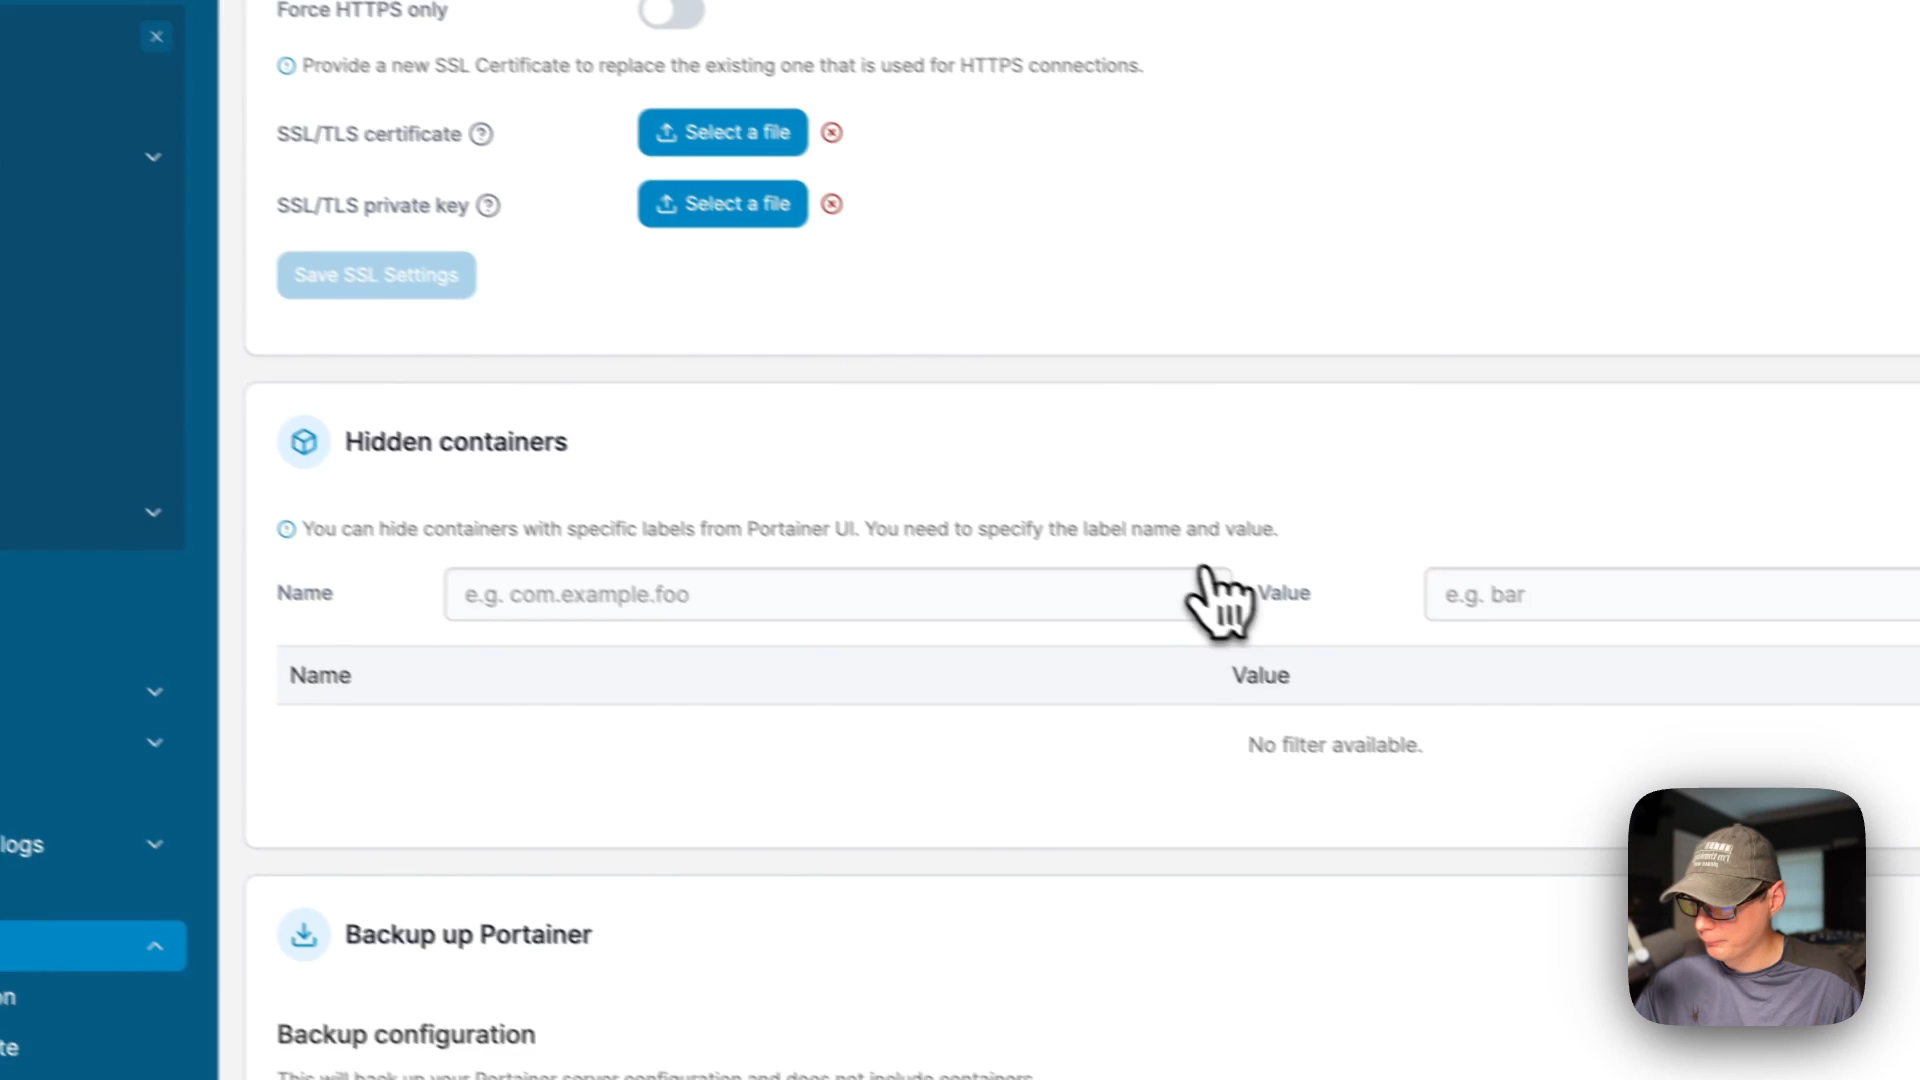 Force HTTPS only
Provide a new SSL Certificate to replace the existing one that is used for HTTPS connections.
SSL/TLS certificate
Select a file
SSL/TLS private key
Select a file
Save SSL Settings
Hidden containers
You can hide containers with specific labels from Portainer UI. You need to specify the label name and value.
Name
e.g. com.example.foo
Value
e.g. bar
Name
Value
No filter available.
logs
Backup up Portainer
on
Backup configuration
te
This will back up your Portainer server configuration and does not include containers.